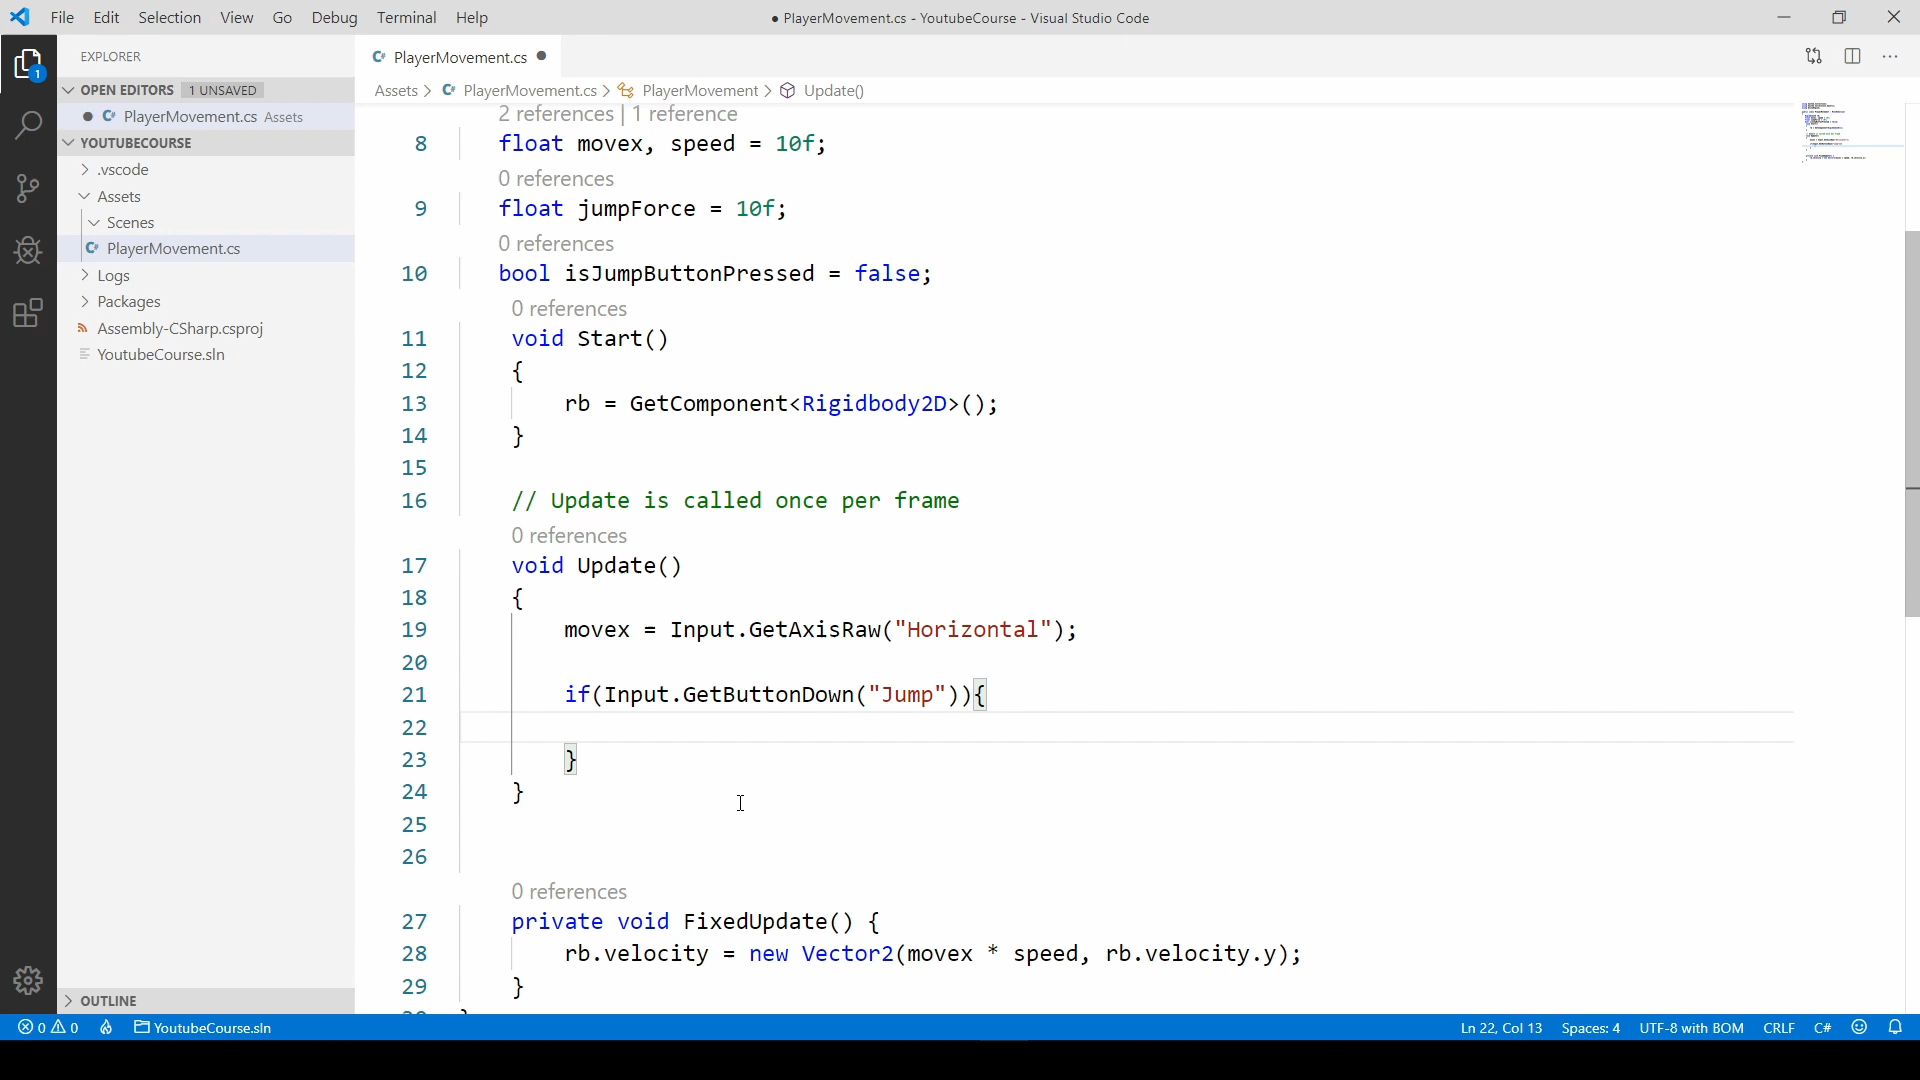 File Edit Selection View Go Debug Terminal Help
● PlayerMovement.cs - YoutubeCourse - Visual Studio Code
1
EXPLORER
OPEN EDITORS 1 UNSAVED
● PlayerMovement.cs Assets
YOUTUBECOURSE
.vscode
Assets
Scenes
PlayerMovement.cs
Logs
Packages
Assembly-CSharp.csproj
YoutubeCourse.sln
OUTLINE
PlayerMovement.cs ●
Assets > PlayerMovement.cs > PlayerMovement > Update()
2 references | 1 reference
8 float movex, speed = 10f;
0 references
9 float jumpForce = 10f;
0 references
10 bool isJumpButtonPressed = false;
0 references
11 void Start()
12 {
13 rb = GetComponent<Rigidbody2D>();
14 }
15
16 // Update is called once per frame
0 references
17 void Update()
18 {
19 movex = Input.GetAxisRaw("Horizontal");
20
21 if(Input.GetButtonDown("Jump")){
22
23 }
24 }
25
26
0 references
27 private void FixedUpdate() {
28 rb.velocity = new Vector2(movex * speed, rb.velocity.y);
29 }
0 0 YoutubeCourse.sln Ln 22, Col 13 Spaces: 4 UTF-8 with BOM CRLF C#